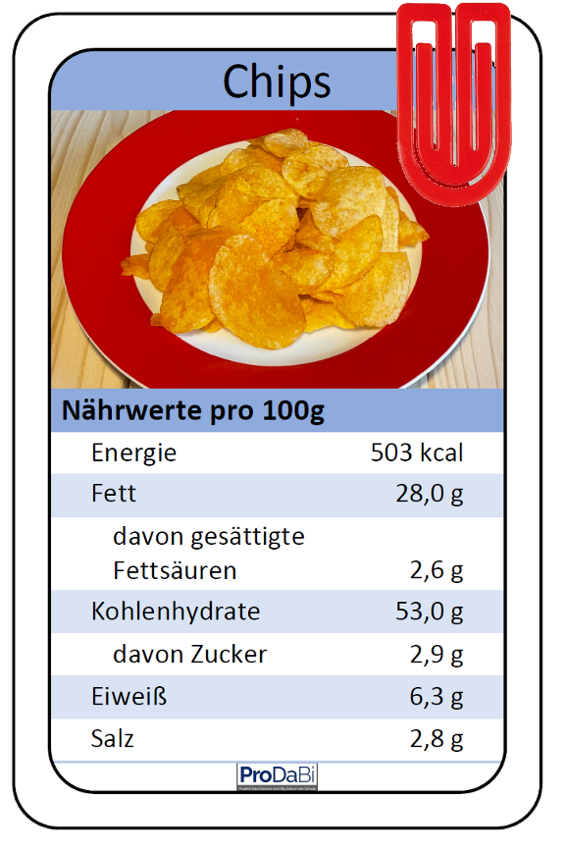 Chips
Nährwerte pro 100g
Energie 503 kcal
Fett 28,0 g
davon gesättigte
Fettsäuren 2,6 g
Kohlenhydrate 53,0 g
davon Zucker 2,9 g
Eiweiß 6,3 g
Salz 2,8 g
ProDaBi